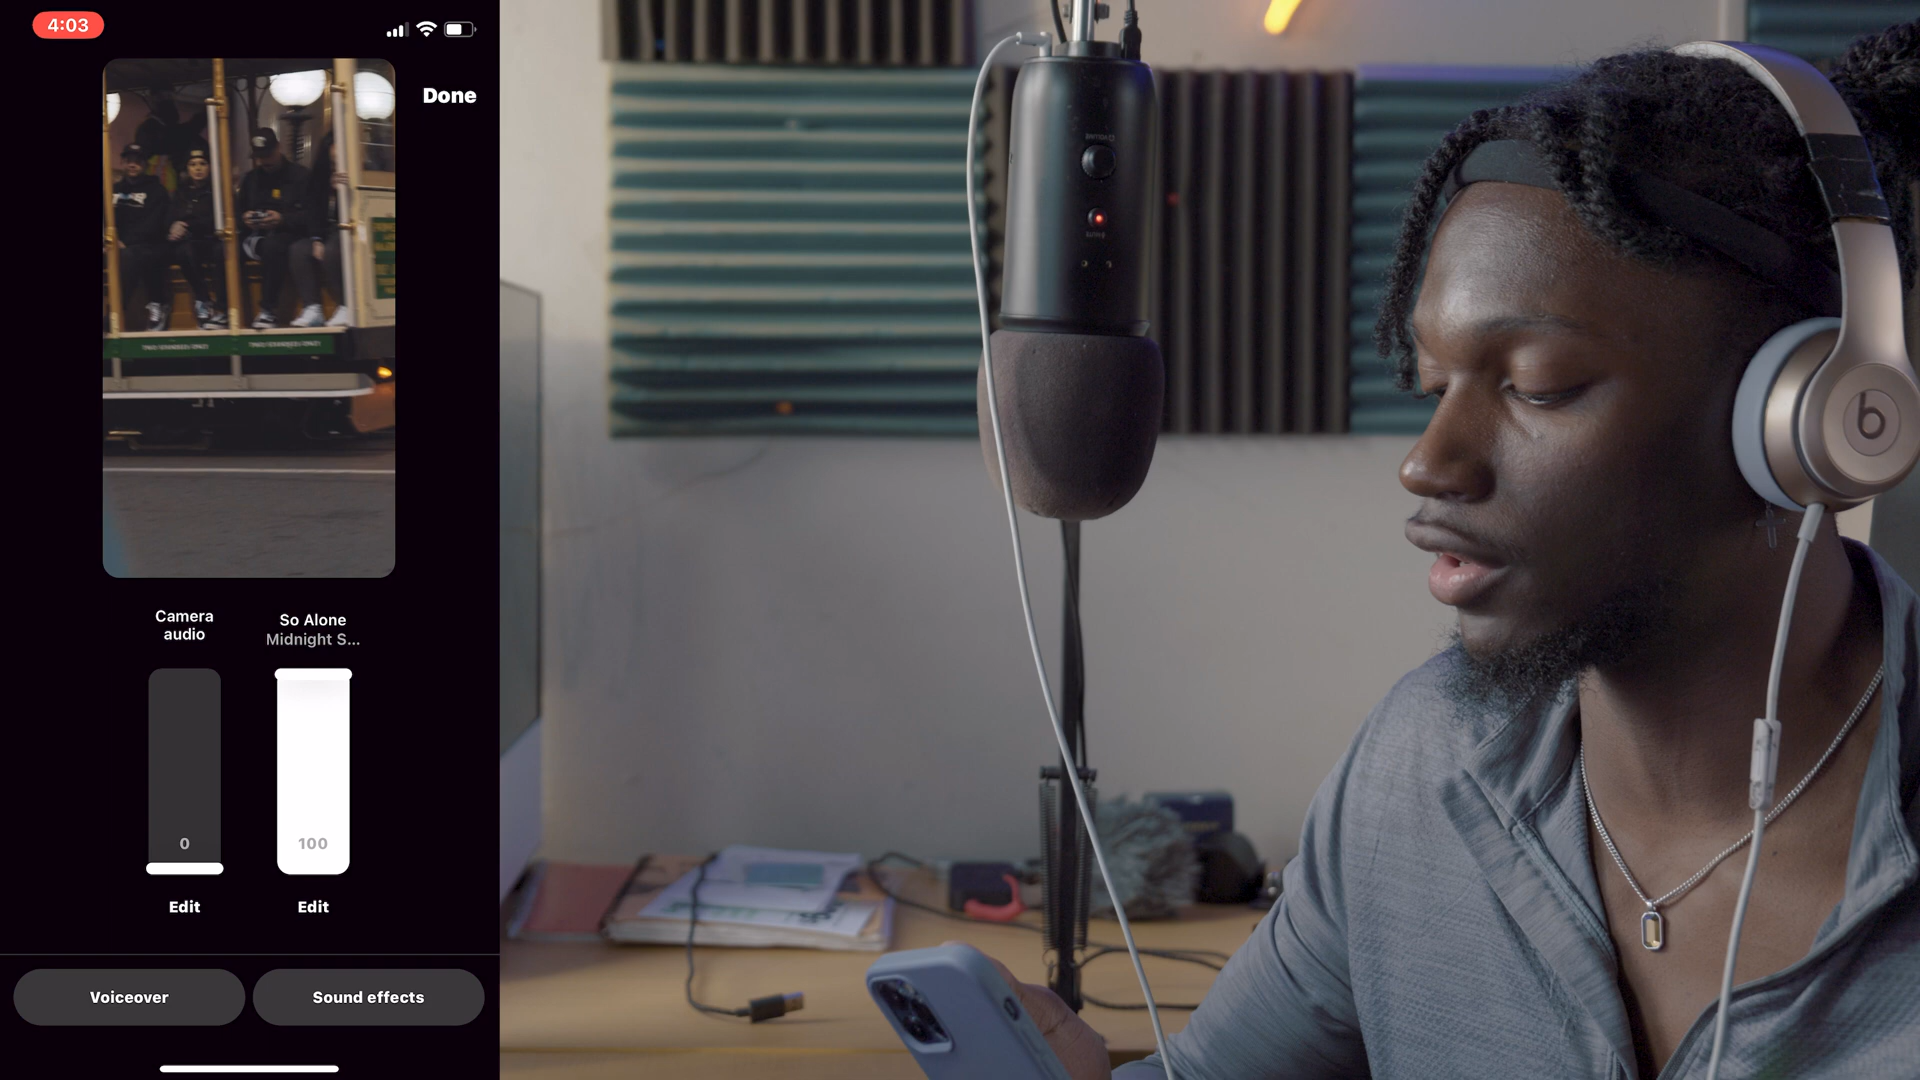 4:03
Done
Camera
audio
So Alone
Midnight S...
0
100
Edit
Edit
Voiceover
Sound effects
b